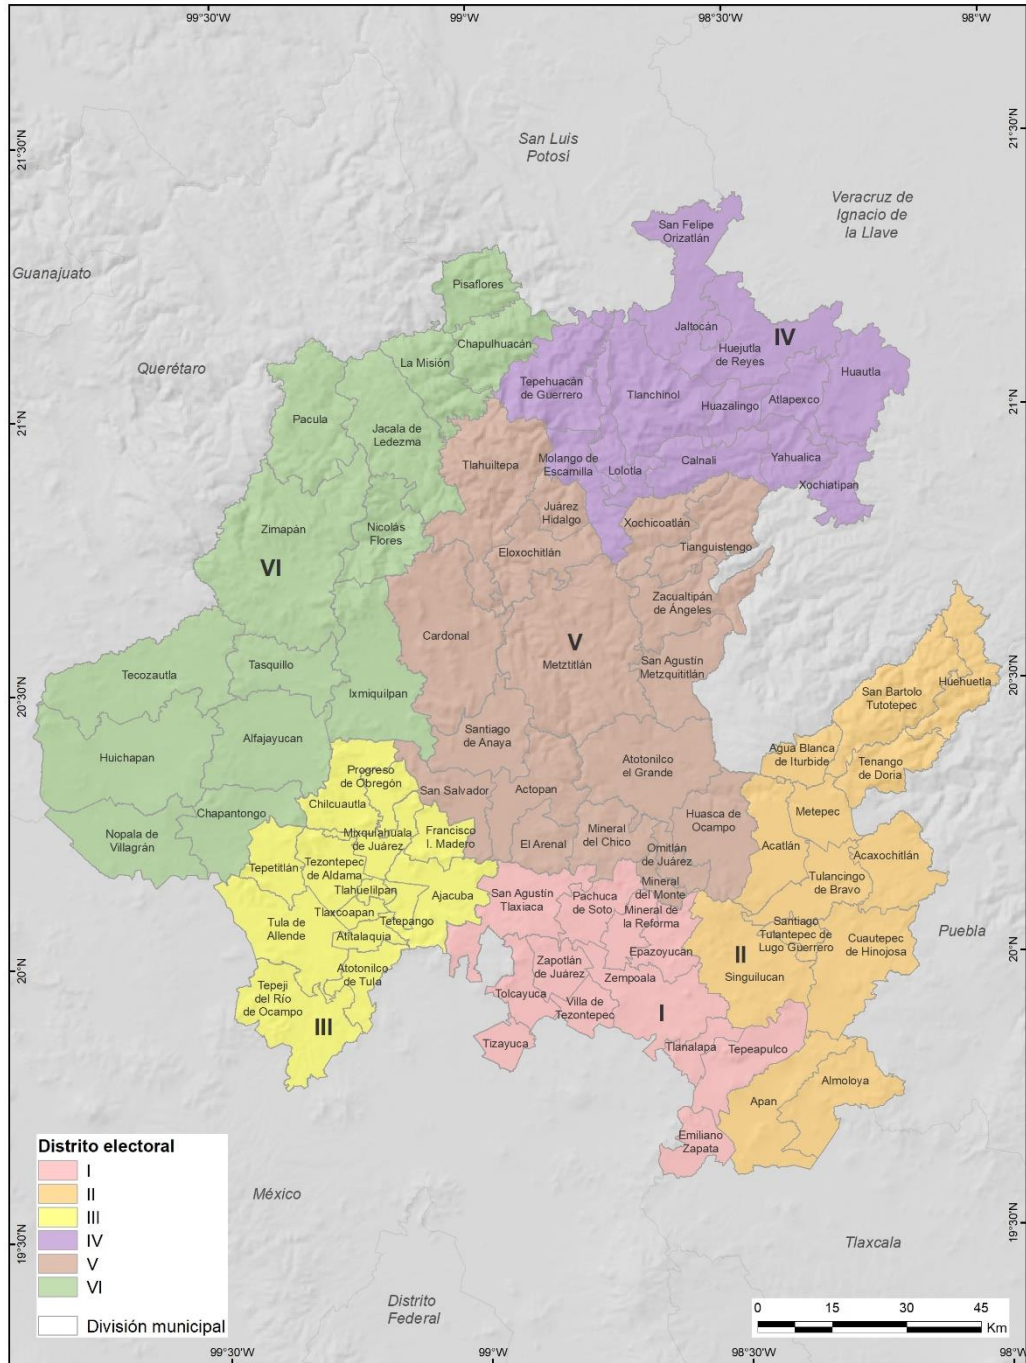 99°30'W
99°W
98°30'W
98°W
21°30'N
21°30'N
San Luis
Potosí
Veracruz de
Ignacio de
la Llave
San Felipe
Orizatlán
Guanajuato
Pisaflores
Jaltocán
IV
Chapulhuacán
La Misión
Huejutla
de Reyes
Querétaro
Huautla
Tepehuacán
de Guerrero
Tlanchinol
Atlapexco
Huazalingo
21°N
21°N
Pacula
Jacala de
Ledezma
Tlahuiltepa
Molango de
Escamilla
Lolotla
Calnali
Yahualica
Xochiatipan
Juárez
Hidalgo
Xochicoatlán
Zimapàn
Nicolás
Flores
Eloxochitlán
Tianguistengo
VI
Zacualtipán
de Ángeles
Cardonal
V
Metztitlán
San Agustín
Metzquititlán
Tecozautla
Tasquillo
Ixmiquilpan
20°30'N
20°30'N
Huehuetla
San Bartolo
Tutotepec
Huichapan
Alfajayucan
Santiago
de Anaya
Atotonilco
el Grande
Agua Blanca
de Iturbide
Tenango
de Doria
Progreso
de Obregón
San Salvador
Actopan
Chilcuautla
Chapantongo
Nopala de
Villagrán
Mixquiahuala
de Juárez
Francisco
I. Madero
El Arenal
Mineral
del Chico
Omitlán
de Juárez
Huasca de
Ocampo
Metepec
Acatlán
Acaxochitlán
Tepetitlán
Tezontepec
de Aldama
Tlahuelilpan
Ajacuba
San Agustín
Tlaxiaca
Pachuca
de Soto
Mineral
del Monte
Mineral de
la Reforma
Tulancingo
de Bravo
Tula de
Allende
Tlaxcoapan
Tetepango
Atitalaquia
Santiago
Tulantepec de
Lugo Guerrero
Cuautepec
de Hinojosa
Puebla
20°N
20°N
Epazoyucan
II
Singuilucan
Atotonilco
de Tula
Zapotlán
de Juárez
Zempoala
Tepeji
del Río
de Ocampo
Tolcayuca
Villa de
Tezontepec
III
I
Tizayuca
Tlanalapa
Tepeapulco
Almoloya
Apan
Emiliano
Zapata
Distrito electoral
I
II
III
IV
V
VI
División municipal
México
Distrito
Federal
Tlaxcala
19°30'N
19°30'N
0
15
30
45
Km
99°30'W
99°W
98°30'W
98°W